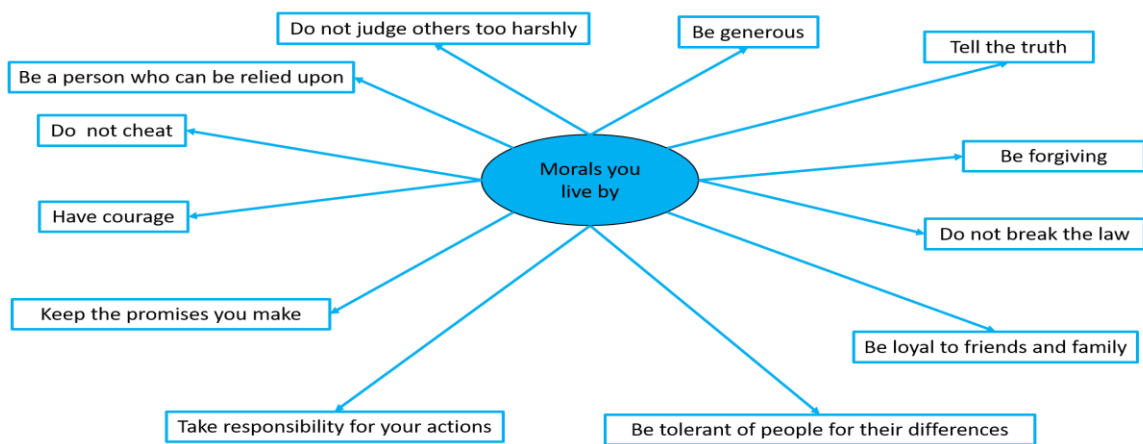 Do not judge others too harshly
Be generous
Tell the truth
Be a person who can be relied upon
Do  not cheat
Morals you
live by
Be forgiving
Have courage
Do not break the law
Keep the promises you make
Be loyal to friends and family
Take responsibility for your actions
Be tolerant of people for their differences